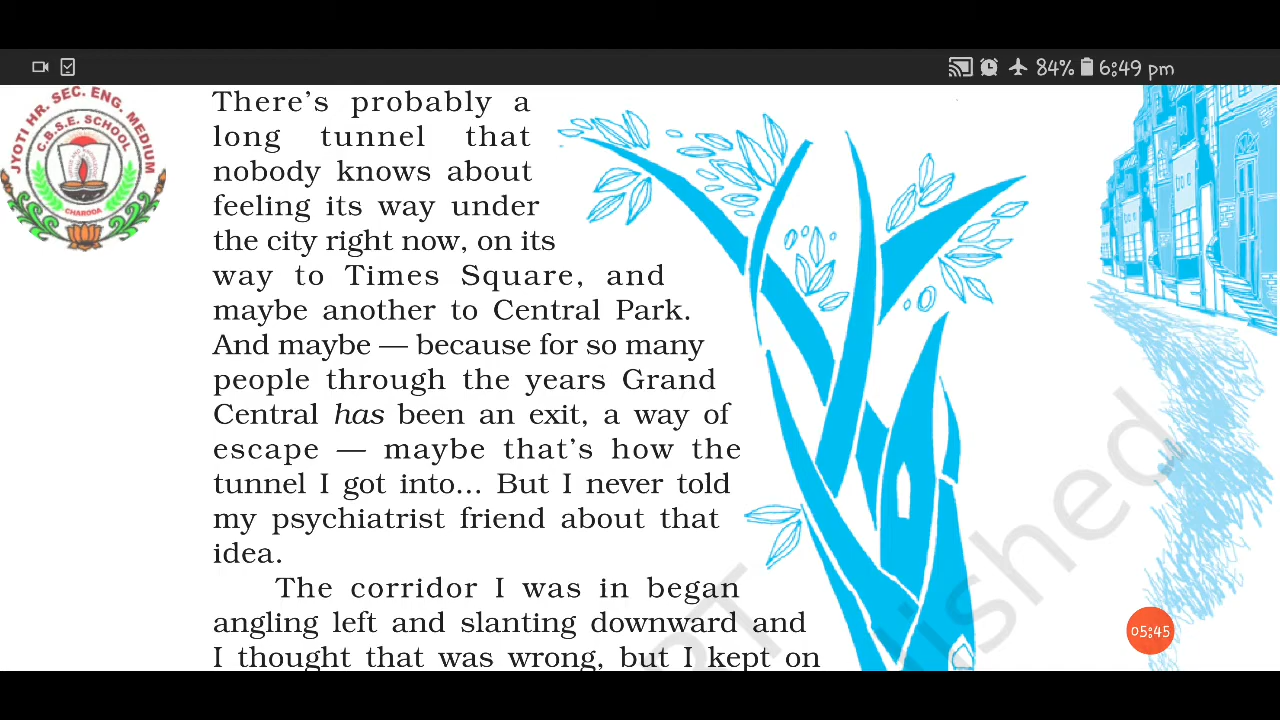 84% 6:49 pm
JYOTI HR. SEC. ENG. MEDIUM
C.B.S.E. SCHOOL
CHARODA
There's probably a
long tunnel that
nobody knows about
feeling its way under
the city right now, on its
way to Times Square, and
maybe another to Central Park.
And maybe — because for so many
people through the years Grand
Central has been an exit, a way of
escape — maybe that's how the
tunnel I got into... But I never told
my psychiatrist friend about that
idea.
The corridor I was in began
angling left and slanting downward and
I thought that was wrong, but I kept on
05:45